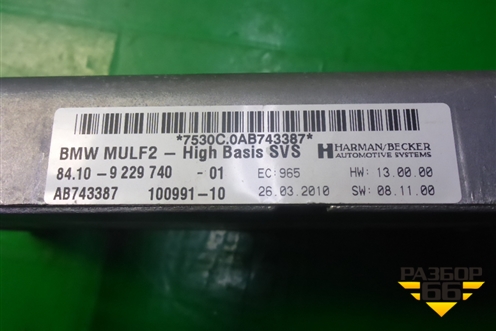 *7530C.0AB743387*
BMW MULF2 – High Basis SVS
HARMAN/BECKER
AUTOMOTIVE SYSTEMS
84.10-9 229 740 - 01 EC: 965 HW: 13.00.00
AB743387 100991-10 26.03.2010 SW: 08.11.00
РАЗБОР
66